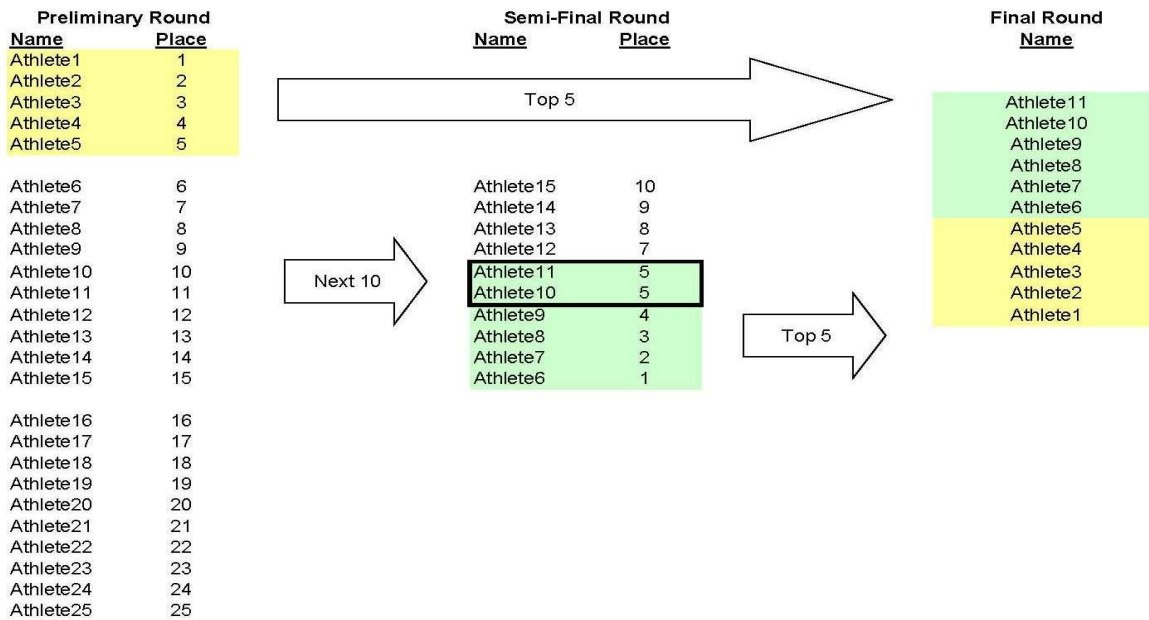 Preliminary Round
Name Place
Athlete1 1
Athlete2 2
Athlete3 3
Athlete4 4
Athlete5 5
Athlete6 6
Athlete7 7
Athlete8 8
Athlete9 9
Athlete10 10
Athlete11 11
Athlete12 12
Athlete13 13
Athlete14 14
Athlete15 15
Athlete16 16
Athlete17 17
Athlete18 18
Athlete19 19
Athlete20 20
Athlete21 21
Athlete22 22
Athlete23 23
Athlete24 24
Athlete25 25
Top 5
Next 10
Semi-Final Round
Name Place
Athlete15 10
Athlete14 9
Athlete13 8
Athlete12 7
Athlete11 5
Athlete10 5
Athlete9 4
Athlete8 3
Athlete7 2
Athlete6 1
Top 5
Final Round
Name
Athlete11
Athlete10
Athlete9
Athlete8
Athlete7
Athlete6
Athlete5
Athlete4
Athlete3
Athlete2
Athlete1